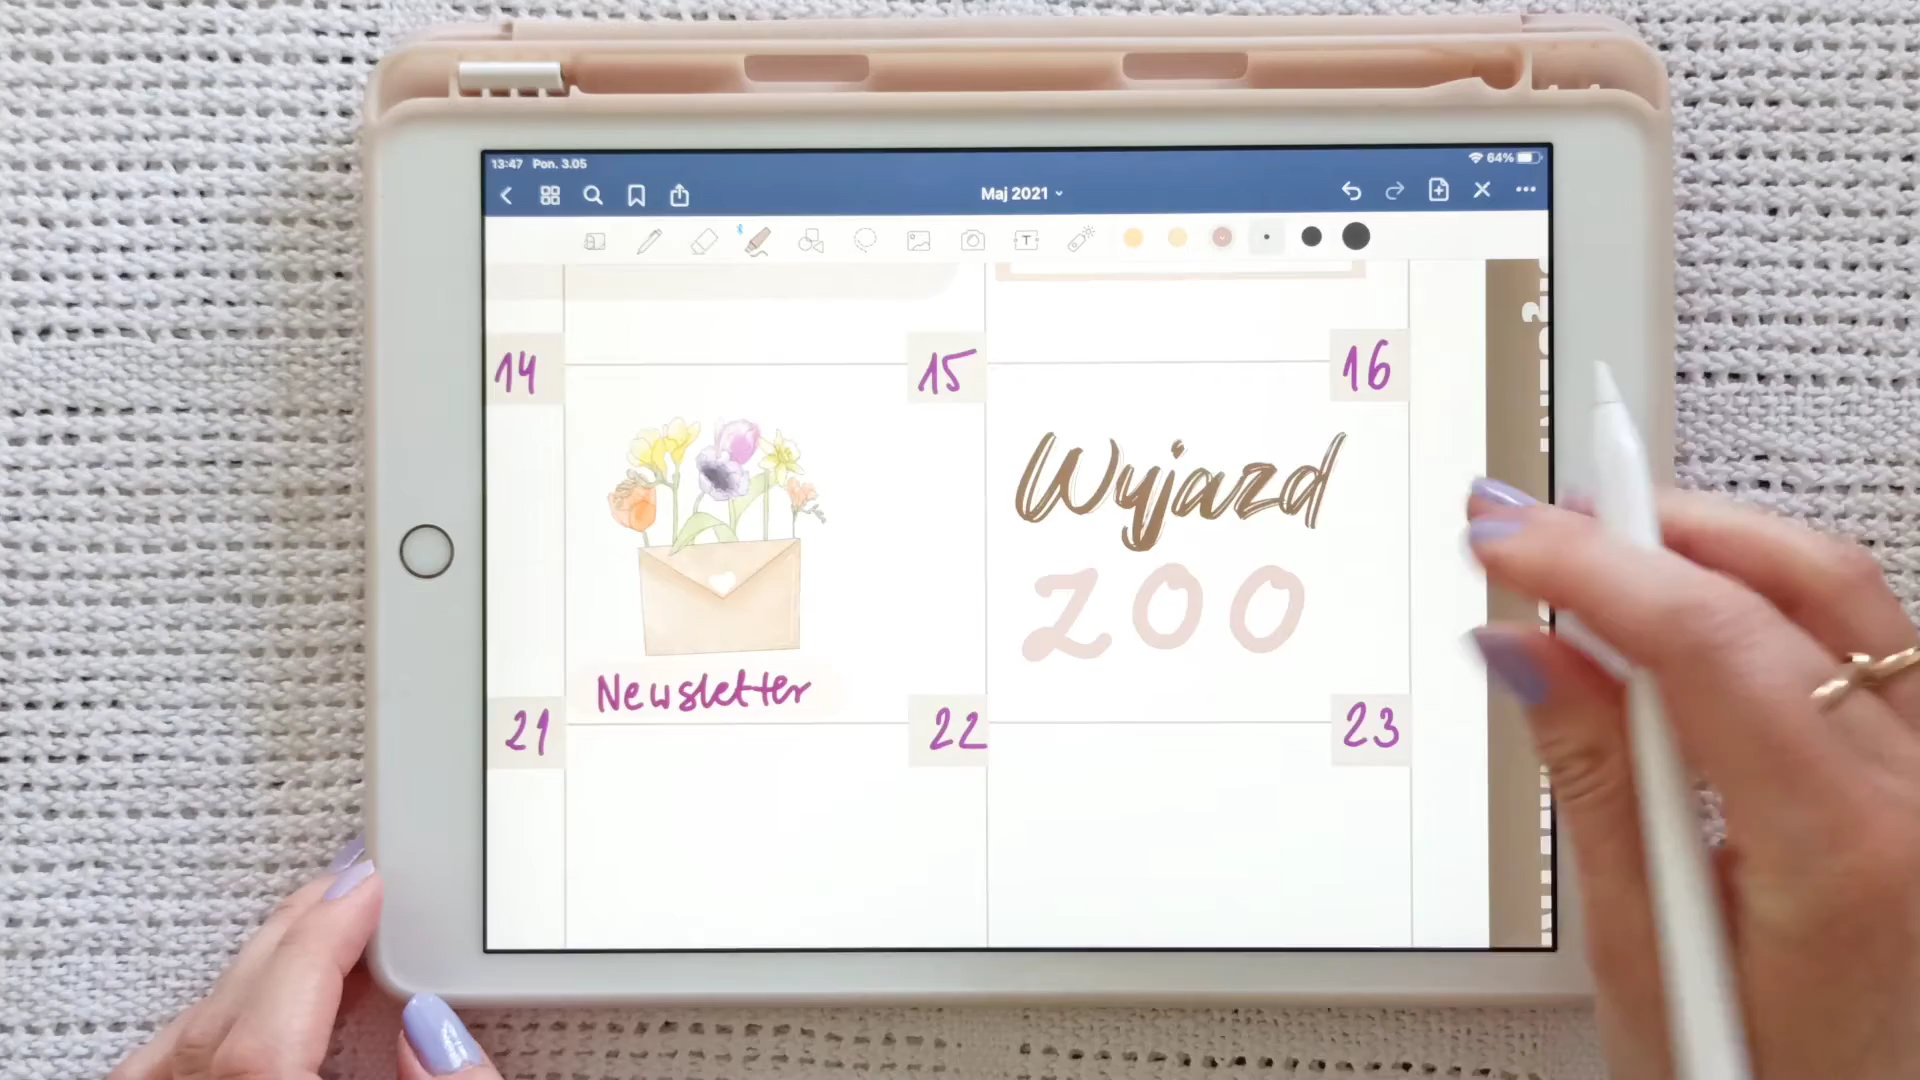 13:47 Pon. 3.05
64%
Maj 2021
T
14
15
16
Wyjazd
ZOO
Newsletter
21
22
23